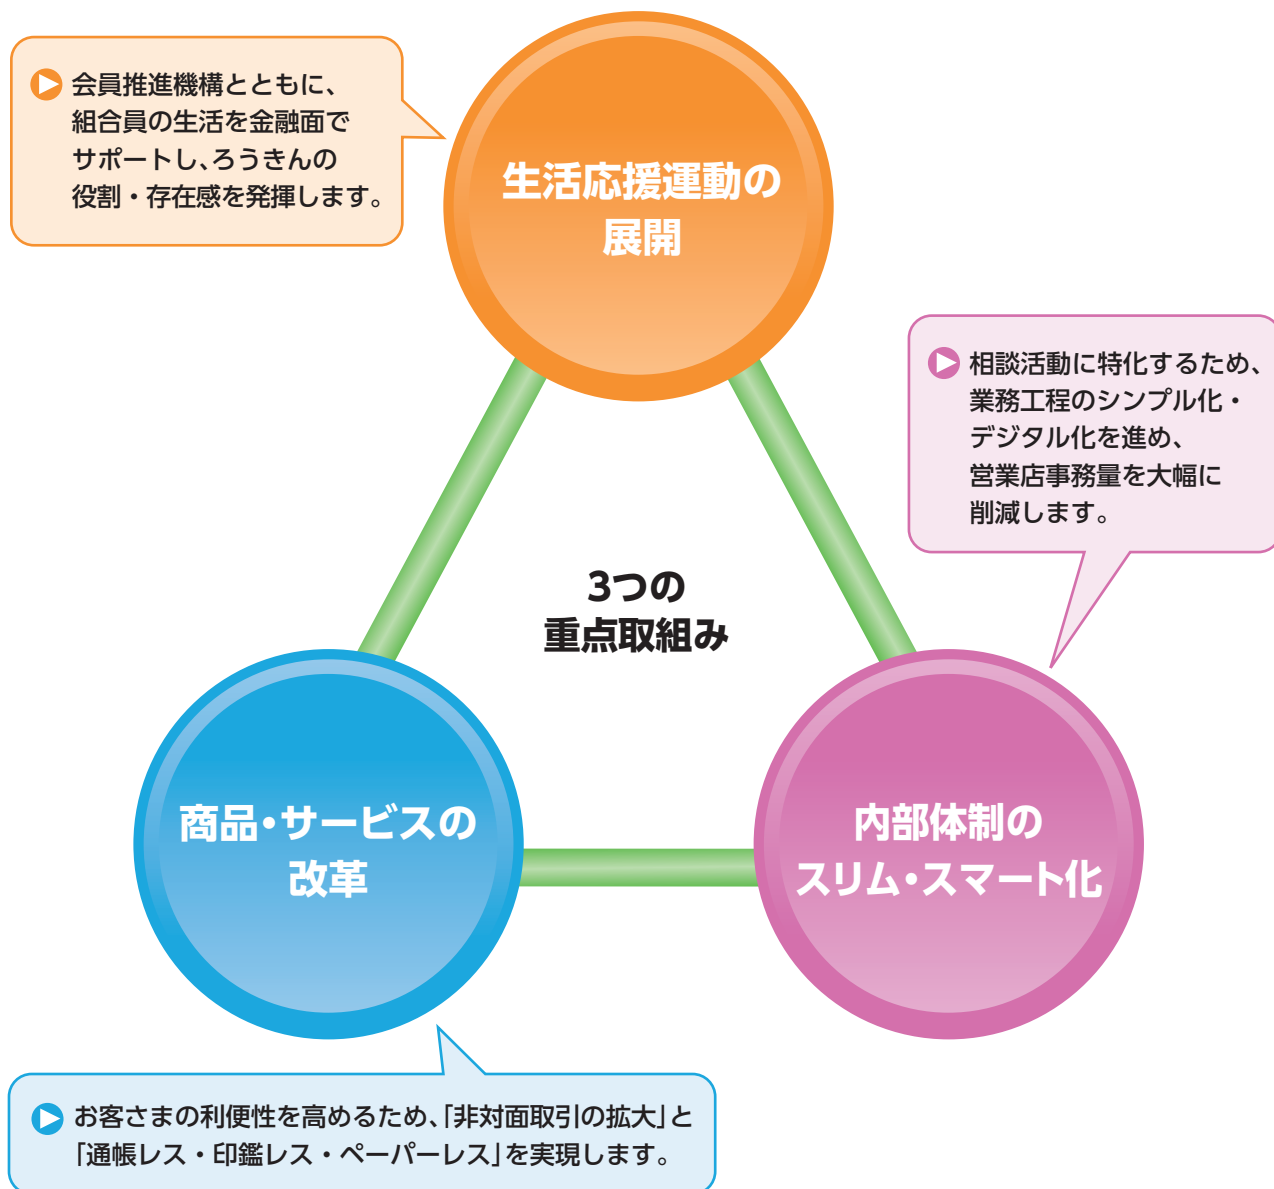 会員推進機構とともに、
組合員の生活を金融面で
サポートし、ろうきんの
役割・存在感を発揮します。
生活応援運動の
展開
相談活動に特化するため、
業務工程のシンプル化・
デジタル化を進め、
営業店事務量を大幅に
削減します。
3つの
重点取組み
商品・サービスの
改革
内部体制の
スリム・スマート化
お客さまの利便性を高めるため、「非対面取引の拡大」と
「通帳レス・印鑑レス・ペーパーレス」を実現します。